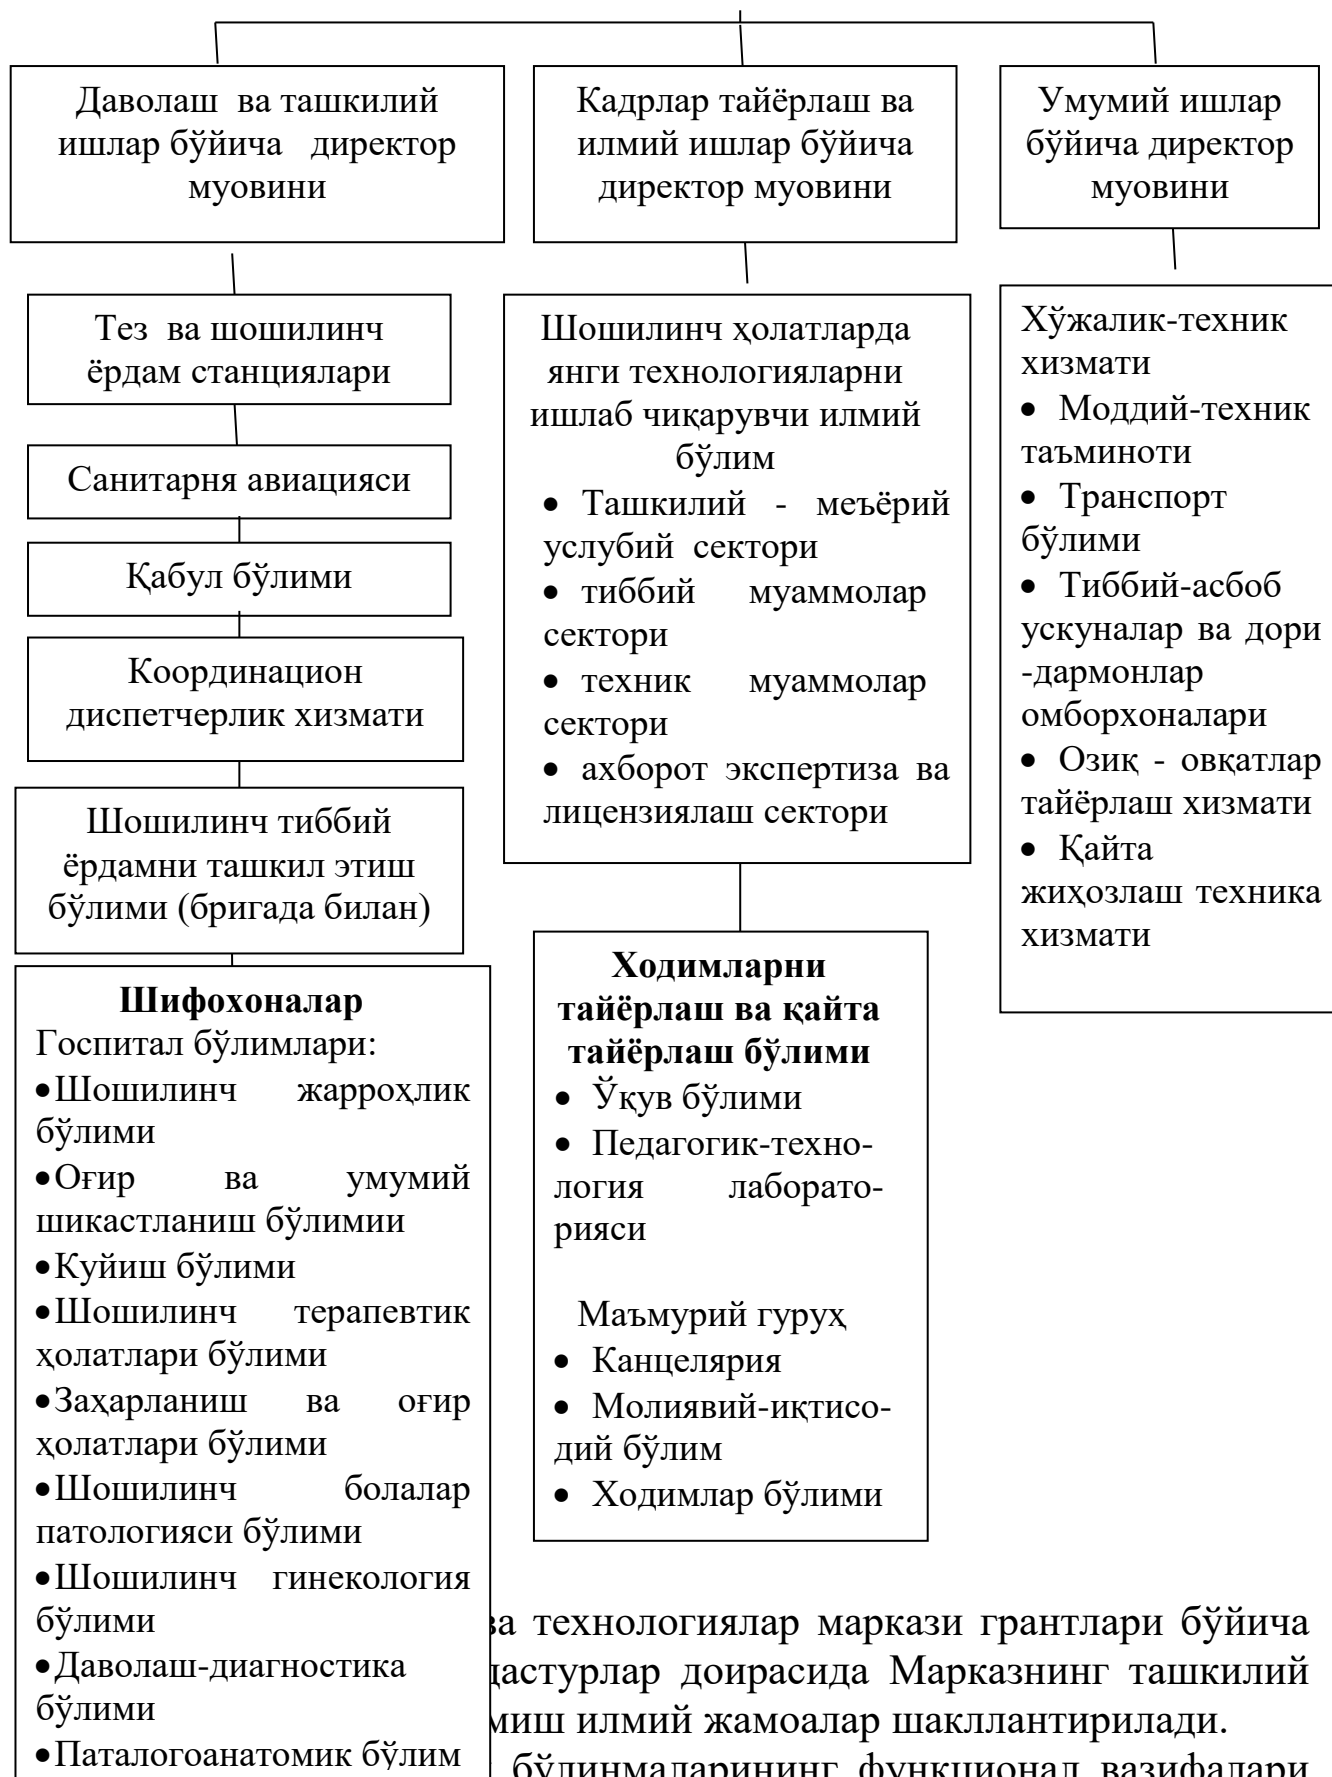 Даволаш ва ташкилий
ишлар бўйича директор
муовини
Тез ва шошилинч
ёрдам станциялари
Санитарня авиацияси
Қабул бўлими
Координацион
диспетчерлик хизмати
Шошилинч тиббий
ёрдамни ташкил этиш
бўлими (бригада билан)
Шифохоналар
Госпитал бўлимлари:
•Шошилинч жарроҳлик
бўлими
•Оғир ва умумий
шикастланиш бўлимии
•Куйиш бўлими
•Шошилинч терапевтик
ҳолатлари бўлими
•Заҳарланиш ва оғир
ҳолатлари бўлими
•Шошилинч болалар
патологияси бўлими
•Шошилинч гинекология
бўлими
•Даволаш-диагностика
бўлими
•Паталогоанатомик бўлим
Кадрлар тайёрлаш ва
илмий ишлар бўйича
директор муовини
Шошилинч ҳолатларда
янги технологияларни
ишлаб чиқарувчи илмий
бўлим
• Ташкилий - меъёрий
услубий сектори
• тиббий муаммолар
сектори
• техник муаммолар
сектори
• ахборот экспертиза ва
лицензиялаш сектори
Ходимларни
тайёрлаш ва қайта
тайёрлаш бўлими
• Ўқув бўлими
• Педагогик-техно-
логия лаборато-
рияси
Маъмурий гуруҳ
• Канцелярия
• Молиявий-иқтисо-
дий бўлим
• Ходимлар бўлими
Умумий ишлар
бўйича директор
муовини
Хўжалик-техник
хизмати
• Моддий-техник
таъминоти
• Транспорт
бўлими
• Тиббий-асбоб
ускуналар ва дори
-дармонлар
омборхоналари
• Озиқ - овқатлар
тайёрлаш хизмати
• Қайта
жиҳозлаш техника
хизмати
ва технологиялар маркази грантлари бўйича
дастурлар доирасида Марказнинг ташкилий
миш илмий жамоалар шакллантирилади.
бўлинмаларининг функционал вазифалари